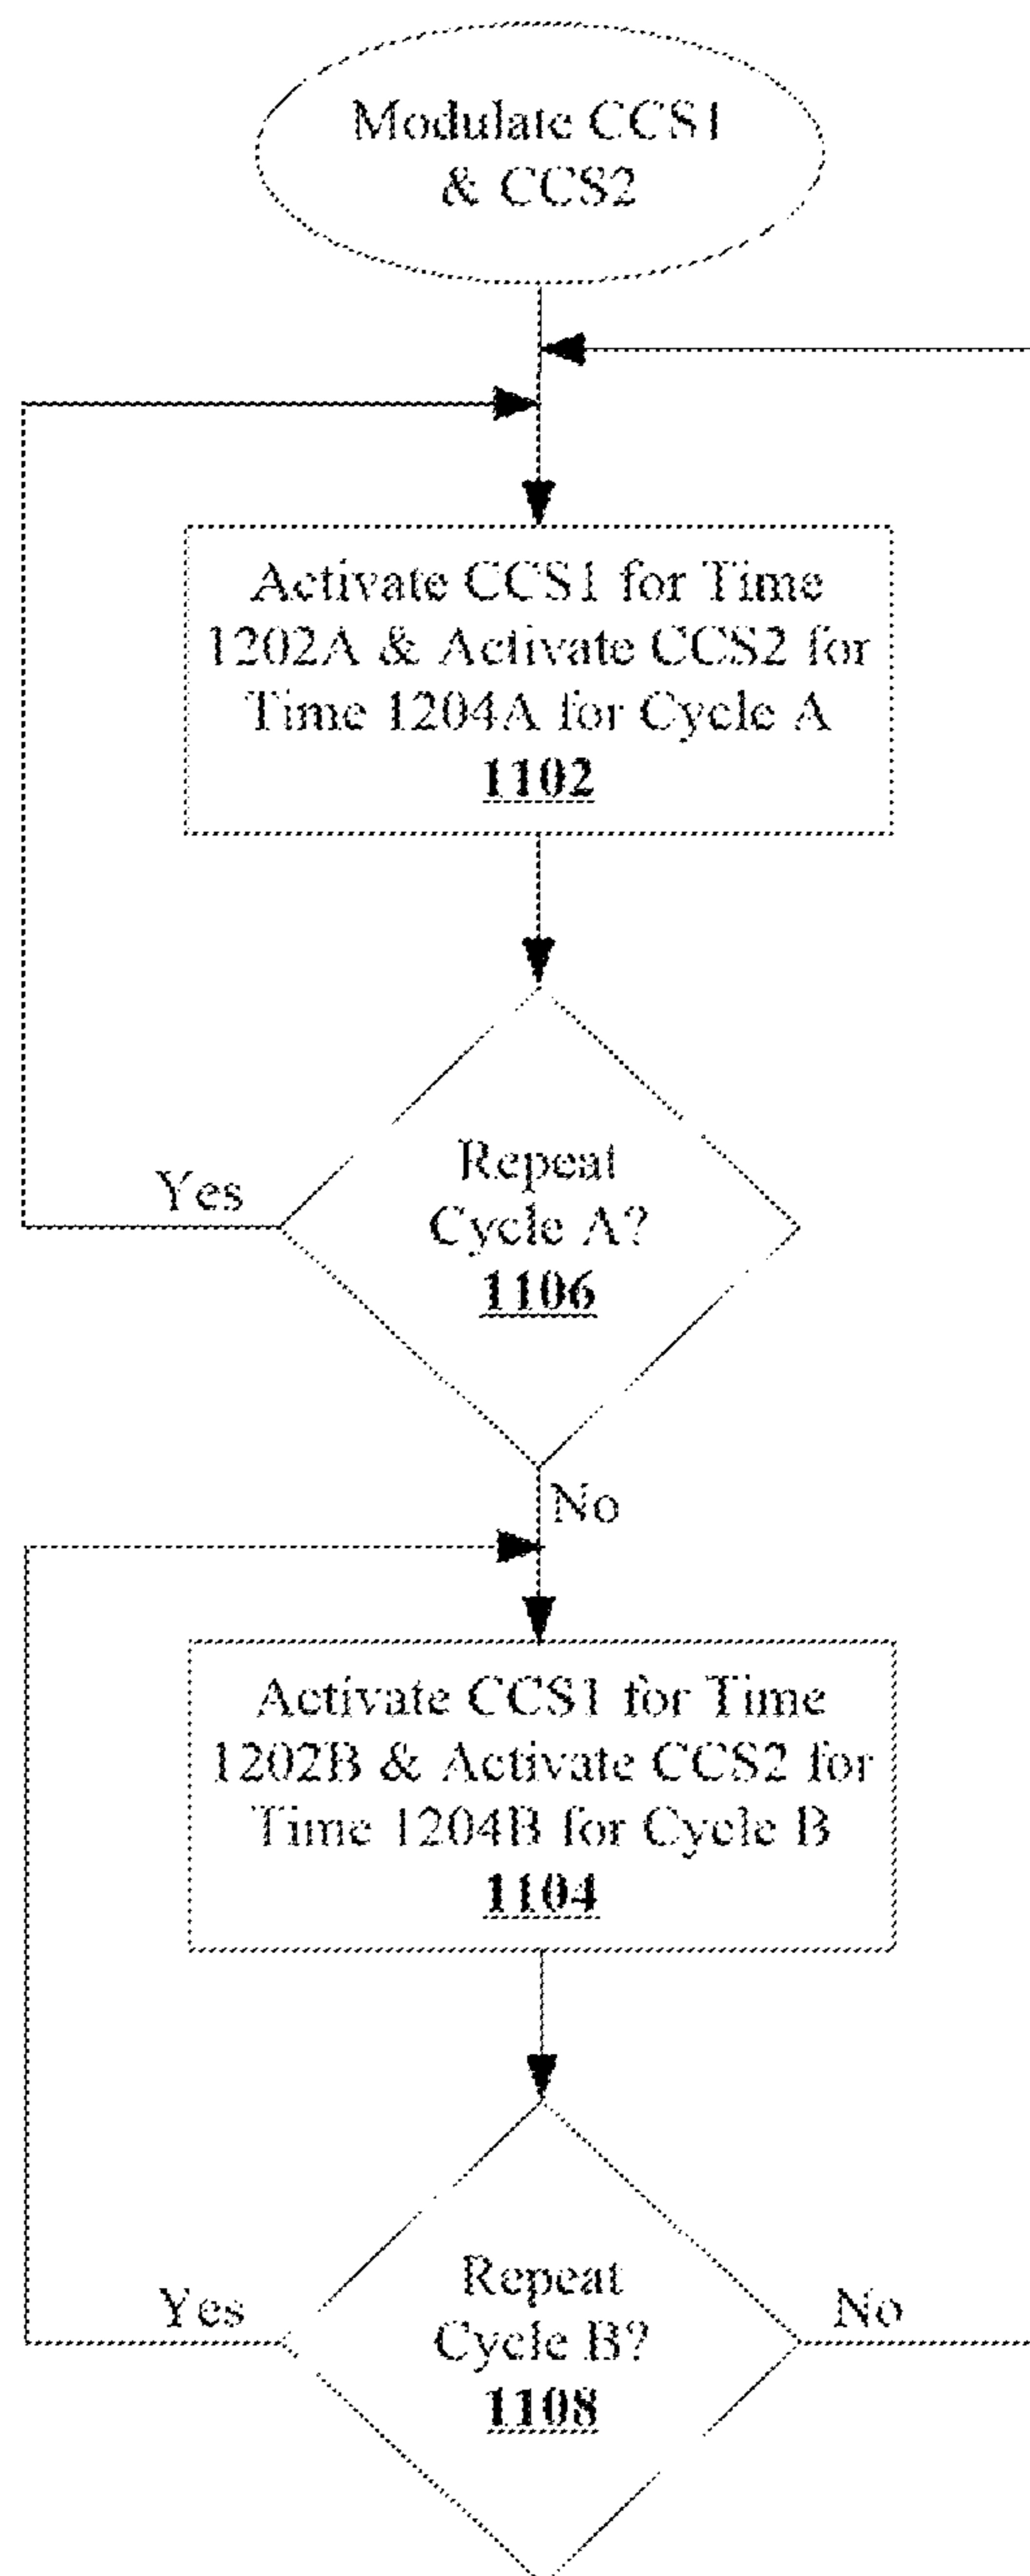 Modulate CCS1
& CCS2
Activate CCS1 for Time
1202A & Activate CCS2 for
Time 1204A for Cycle A
1102
Repeat
Cycle A?
1106
Yes
No
Activate CCS1 for Time
1202B & Activate CCS2 for
Time 1204B for Cycle B
1104
Repeat
Cycle B?
1108
Yes
No